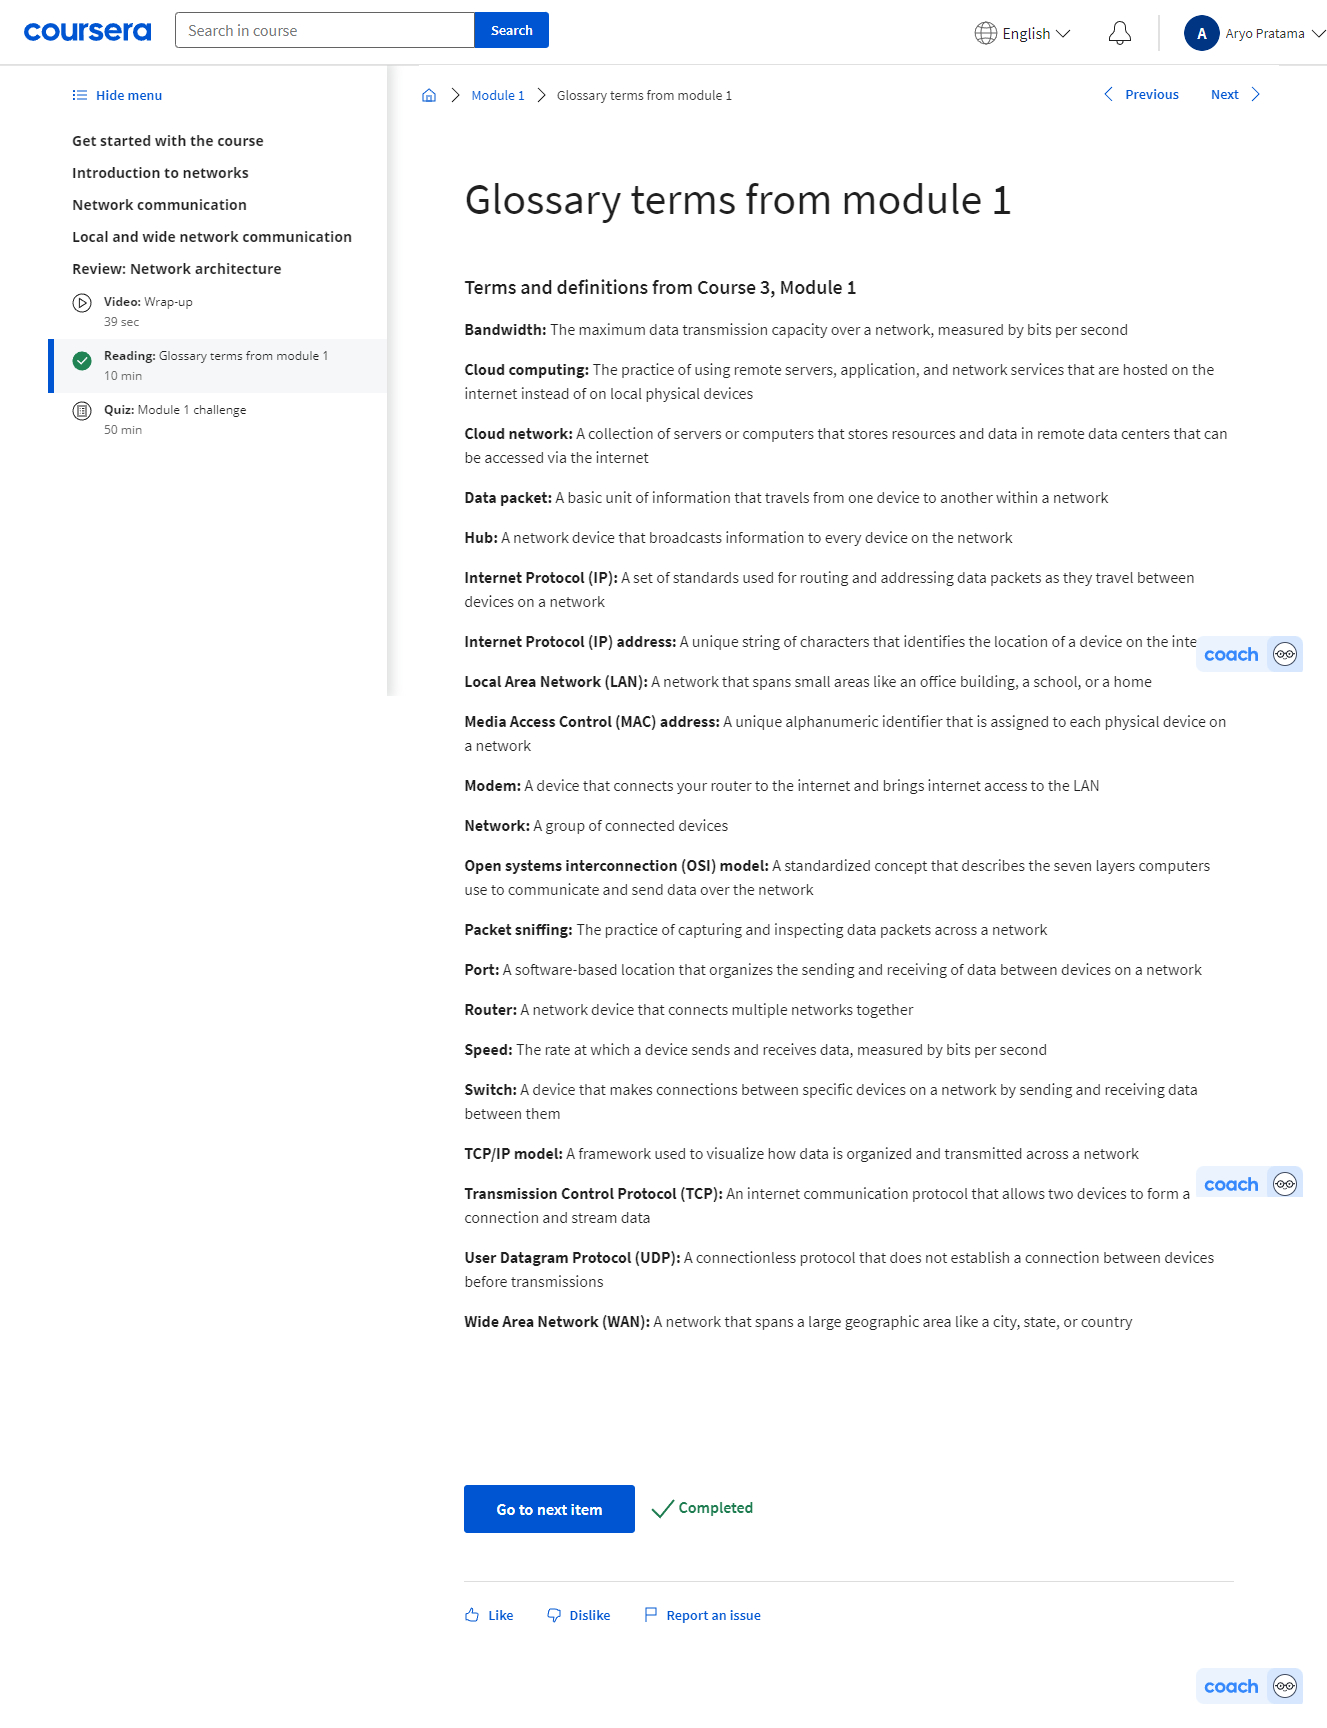 coursera
Search in course
Search
English
A
Aryo Pratama
Hide menu
Get started with the course
Introduction to networks
Network communication
Local and wide network communication
Review: Network architecture
Video: Wrap-up
39 sec
Reading: Glossary terms from module 1
10 min
Quiz: Module 1 challenge
50 min
Module 1
Glossary terms from module 1
Previous
Next
Glossary terms from module 1
Terms and definitions from Course 3, Module 1
Bandwidth: The maximum data transmission capacity over a network, measured by bits per second
Cloud computing: The practice of using remote servers, application, and network services that are hosted on the
internet instead of on local physical devices
Cloud network: A collection of servers or computers that stores resources and data in remote data centers that can
be accessed via the internet
Data packet: A basic unit of information that travels from one device to another within a network
Hub: A network device that broadcasts information to every device on the network
Internet Protocol (IP): A set of standards used for routing and addressing data packets as they travel between
devices on a network
Internet Protocol (IP) address: A unique string of characters that identifies the location of a device on the inte
coach
Local Area Network (LAN): A network that spans small areas like an office building, a school, or a home
Media Access Control (MAC) address: A unique alphanumeric identifier that is assigned to each physical device on
a network
Modem: A device that connects your router to the internet and brings internet access to the LAN
Network: A group of connected devices
Open systems interconnection (OSI) model: A standardized concept that describes the seven layers computers
use to communicate and send data over the network
Packet sniffing: The practice of capturing and inspecting data packets across a network
Port: A software-based location that organizes the sending and receiving of data between devices on a network
Router: A network device that connects multiple networks together
Speed: The rate at which a device sends and receives data, measured by bits per second
Switch: A device that makes connections between specific devices on a network by sending and receiving data
between them
TCP/IP model: A framework used to visualize how data is organized and transmitted across a network
Transmission Control Protocol (TCP): An internet communication protocol that allows two devices to form a
coach
connection and stream data
User Datagram Protocol (UDP): A connectionless protocol that does not establish a connection between devices
before transmissions
Wide Area Network (WAN): A network that spans a large geographic area like a city, state, or country
Go to next item
Completed
Like
Dislike
Report an issue
coach